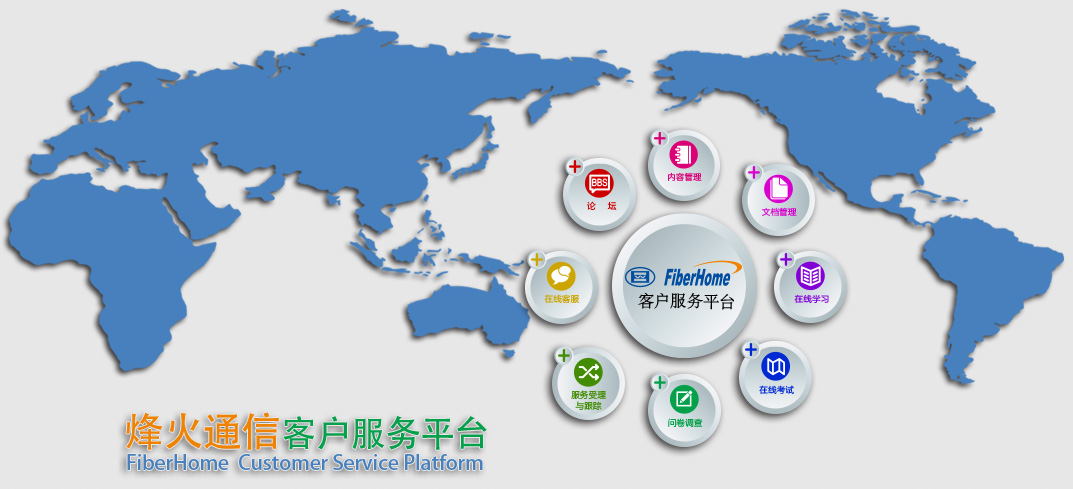 内容管理
BBS
论 坛
文档管理
FiberHome
客户服务平台
在线客服
在线学习
服务受理
与跟踪
在线考试
问卷调查
烽火通信客户服务平台
FiberHome Customer Service Platform